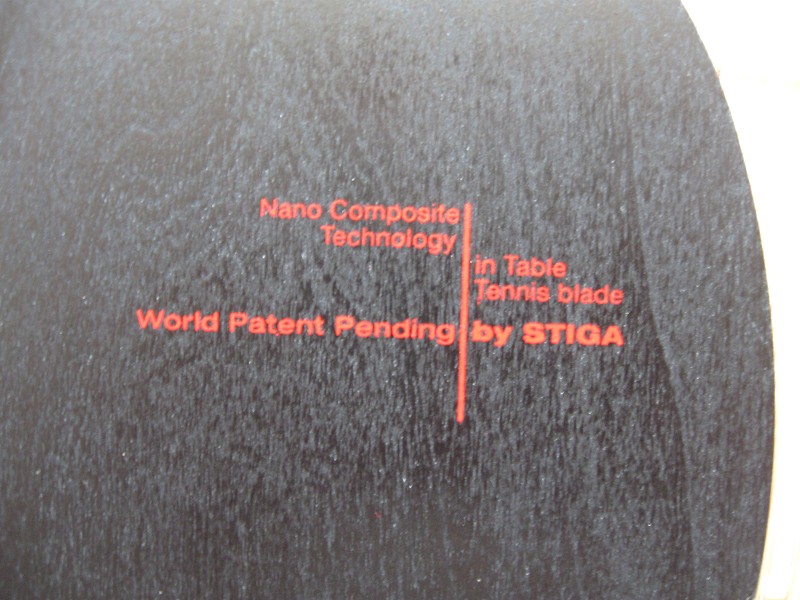 Nano Composite
Technology
in Table
Tennis blade
World Patent Pending by STIGA